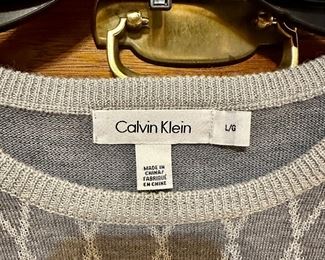 Calvin Klein
L/G
MADE IN
CHINA/
FABRIQUÉ
EN CHINE